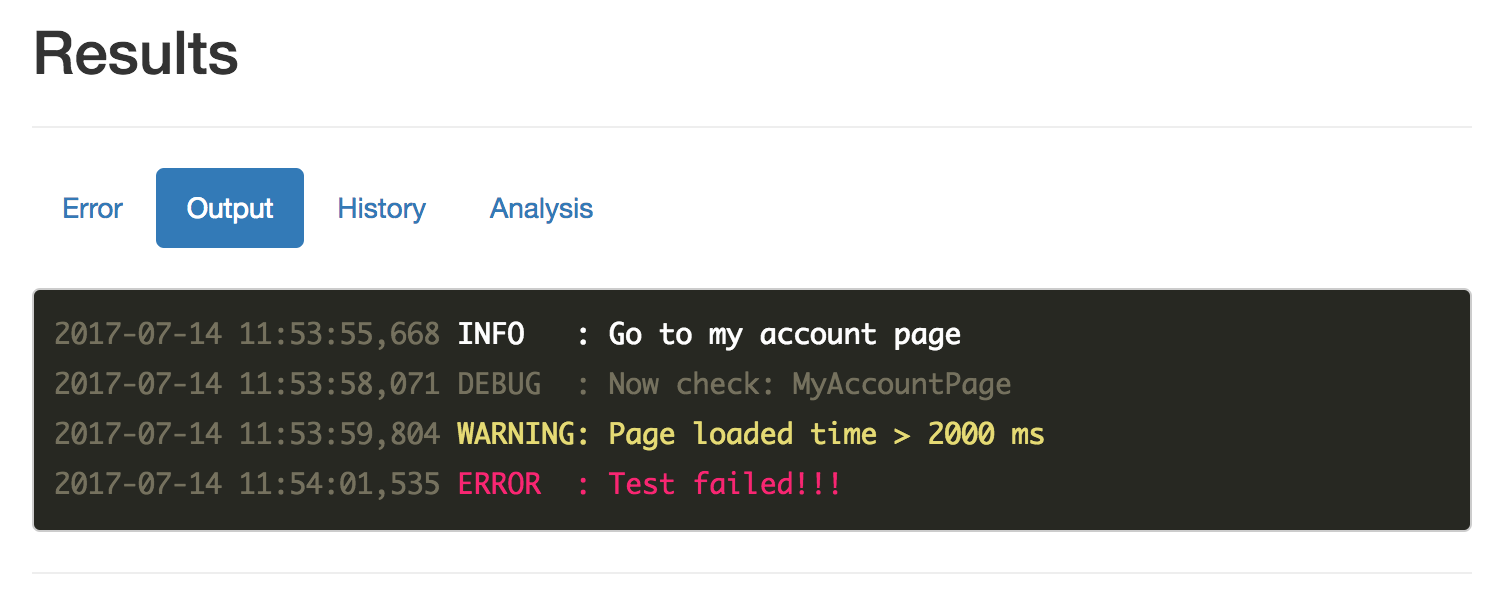 Results
Error Output History Analysis
2017-07-14 11:53:55,668 INFO   : Go to my account page
2017-07-14 11:53:58,071 DEBUG  : Now check: MyAccountPage
2017-07-14 11:53:59,804 WARNING: Page loaded time > 2000 ms
2017-07-14 11:54:01,535 ERROR  : Test failed!!!